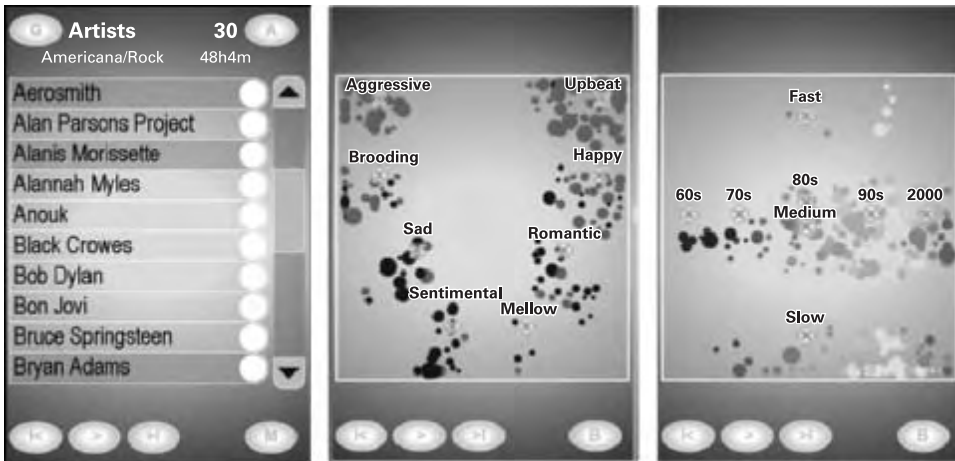 G Artists 30 A
Americana/Rock 48h4m
Aerosmith
Alan Parsons Project
Alanis Morissette
Alannah Myles
Anouk
Black Crowes
Bob Dylan
Bon Jovi
Bruce Springsteen
Bryan Adams
|< > >| M
Aggressive Upbeat
Brooding Happy
Sad Romantic
Sentimental
Mellow
|< > >| B
Fast
60s 70s 80s 90s 2000
Medium
Slow
|< > >| B